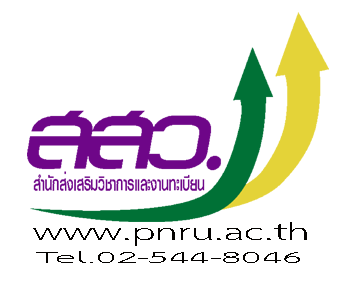 สสว.
สำนักส่งเสริมวิชาการและงานทะเบียน
www.pnru.ac.th
Tel.02-544-8046